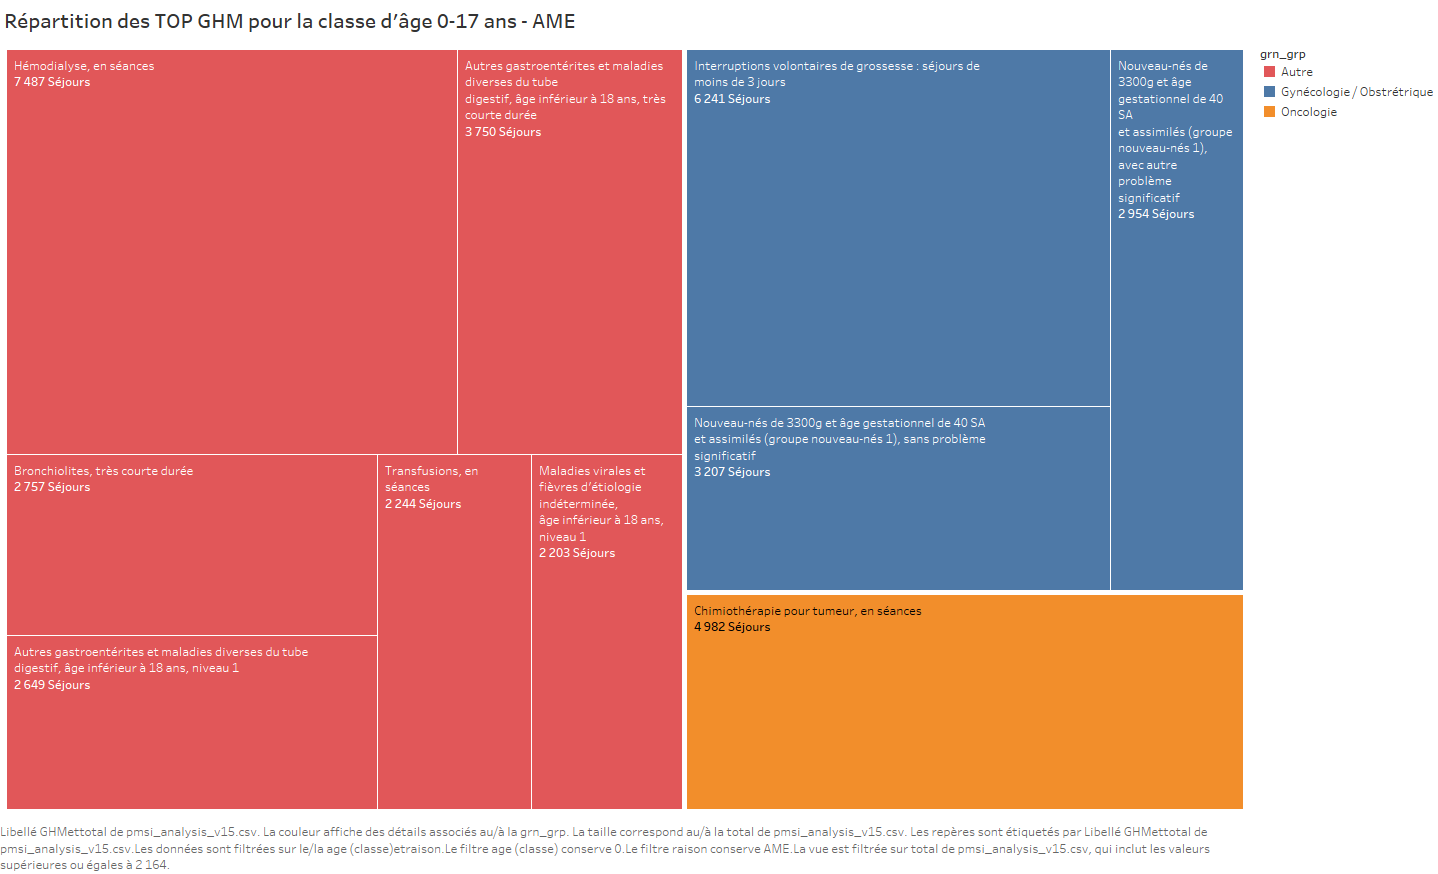 Répartition des TOP GHM pour la classe d’âge 0-17 ans - AME
Hémodialyse, en séances
7 487 Séjours
Autres gastroentérites et maladies
diverses du tube
digestif, âge inférieur à 18 ans, très
courte durée
3 750 Séjours
Bronchiolites, très courte durée
2 757 Séjours
Autres gastroentérites et maladies diverses du tube
digestif, âge inférieur à 18 ans, niveau 1
2 649 Séjours
Transfusions, en
séances
2 244 Séjours
Maladies virales et
fièvres d’étiologie
indéterminée,
âge inférieur à 18 ans,
niveau 1
2 203 Séjours
Interruptions volontaires de grossesse : séjours de
moins de 3 jours
6 241 Séjours
Nouveau-nés de
3300g et âge
gestationnel de 40
SA
et assimilés (groupe
nouveau-nés 1),
avec autre
problème
significatif
2 954 Séjours
Nouveau-nés de 3300g et âge gestationnel de 40 SA
et assimilés (groupe nouveau-nés 1), sans problème
significatif
3 207 Séjours
Chimiothérapie pour tumeur, en séances
4 982 Séjours
grn_grp
Autre
Gynécologie / Obstrétrique
Oncologie
Libellé GHMettotal de pmsi_analysis_v15.csv. La couleur affiche des détails associés au/à la grn_grp. La taille correspond au/à la total de pmsi_analysis_v15.csv. Les repères sont étiquetés par Libellé GHMettotal de
pmsi_analysis_v15.csv.Les données sont filtrées sur le/la age (classe)etraison.Le filtre age (classe) conserve 0.Le filtre raison conserve AME.La vue est filtrée sur total de pmsi_analysis_v15.csv, qui inclut les valeurs
supérieures ou égales à 2 164.